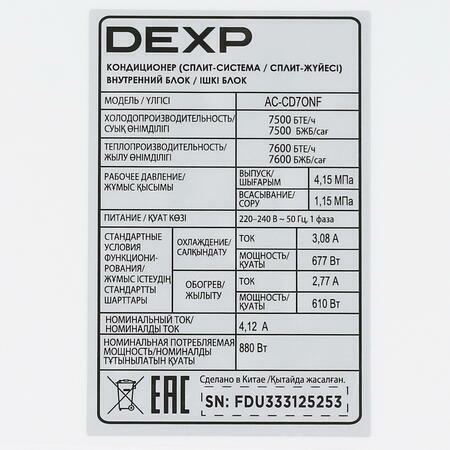 DEXP
КОНДИЦИОНЕР (СПЛИТ-СИСТЕМА / СПЛИТ-ЖҮЙЕСІ)
ВНУТРЕННИЙ БЛОК / ІШКІ БЛОК
МОДЕЛЬ / ҮЛГІСІ AC-CD7ONF
ХОЛОДОПРОИЗВОДИТЕЛЬНОСТЬ/ 7500 БТЕ/ч
СУЫҚ ӨНІМДІЛІГІ 7500 БЖБ/сағ
ТЕПЛОПРОИЗВОДИТЕЛЬНОСТЬ/ 7600 БТЕ/ч
ЖЫЛУ ӨНІМДІЛІГІ 7600 БЖБ/сағ
РАБОЧЕЕ ДАВЛЕНИЕ/
ЖҰМЫС ҚЫСЫМЫ
ВЫПУСК/
ШЫҒАРЫМ 4,15 МПа
ВСАСЫВАНИЕ/
СОРУ 1,15 МПа
ПИТАНИЕ / ҚУАТ КӨЗІ 220–240 В ~ 50 Гц, 1 фаза
СТАНДАРТНЫЕ
УСЛОВИЯ
ФУНКЦИОНИ-
РОВАНИЯ/
ЖҰМЫС ІСТЕУДІҢ
СТАНДАРТТЫ
ШАРТТАРЫ
ОХЛАЖДЕНИЕ/
САЛҚЫНДАТУ
ТОК 3,08 А
МОЩНОСТЬ/
ҚУАТЫ 677 Вт
ОБОГРЕВ/
ЖЫЛЫТУ
ТОК 2,77 А
МОЩНОСТЬ/
ҚУАТЫ 610 Вт
НОМИНАЛЬНЫЙ ТОК/
НОМИНАЛДЫ ТОК 4,12 А
НОМИНАЛЬНАЯ ПОТРЕБЛЯЕМАЯ
МОЩНОСТЬ/НОМИНАЛДЫ
ТҰТЫНЫЛАТЫН ҚУАТЫ 880 Вт
EAC
Сделано в Китае /Қытайда жасалған.
SN: FDU333125253